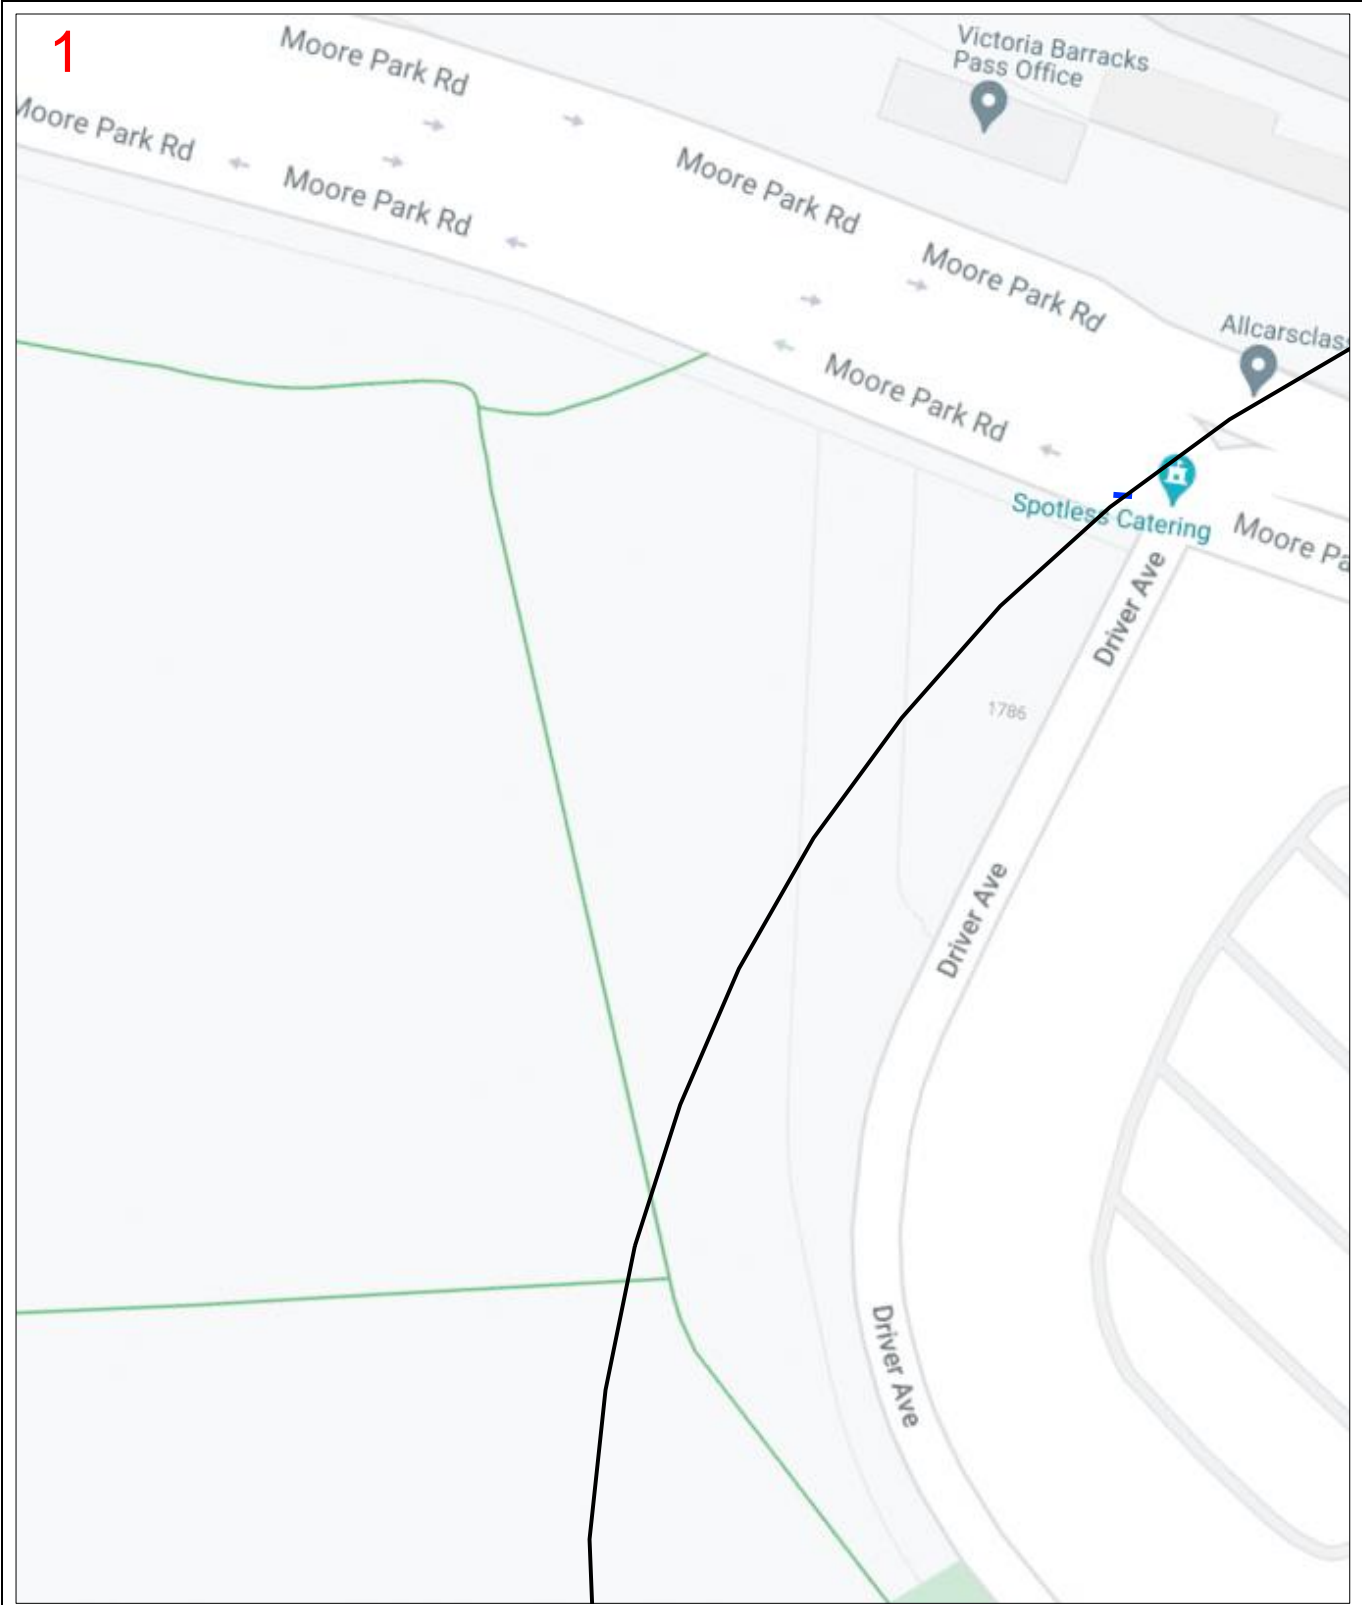 1
Moore Park Rd
Victoria Barracks
Pass Office
Moore Park Rd
Moore Park Rd
Moore Park Rd
Moore Park Rd
Allcarsclas
Moore Park Rd
Spotless Catering
Moore Pa
Driver Ave
1786
Driver Ave
Driver Ave